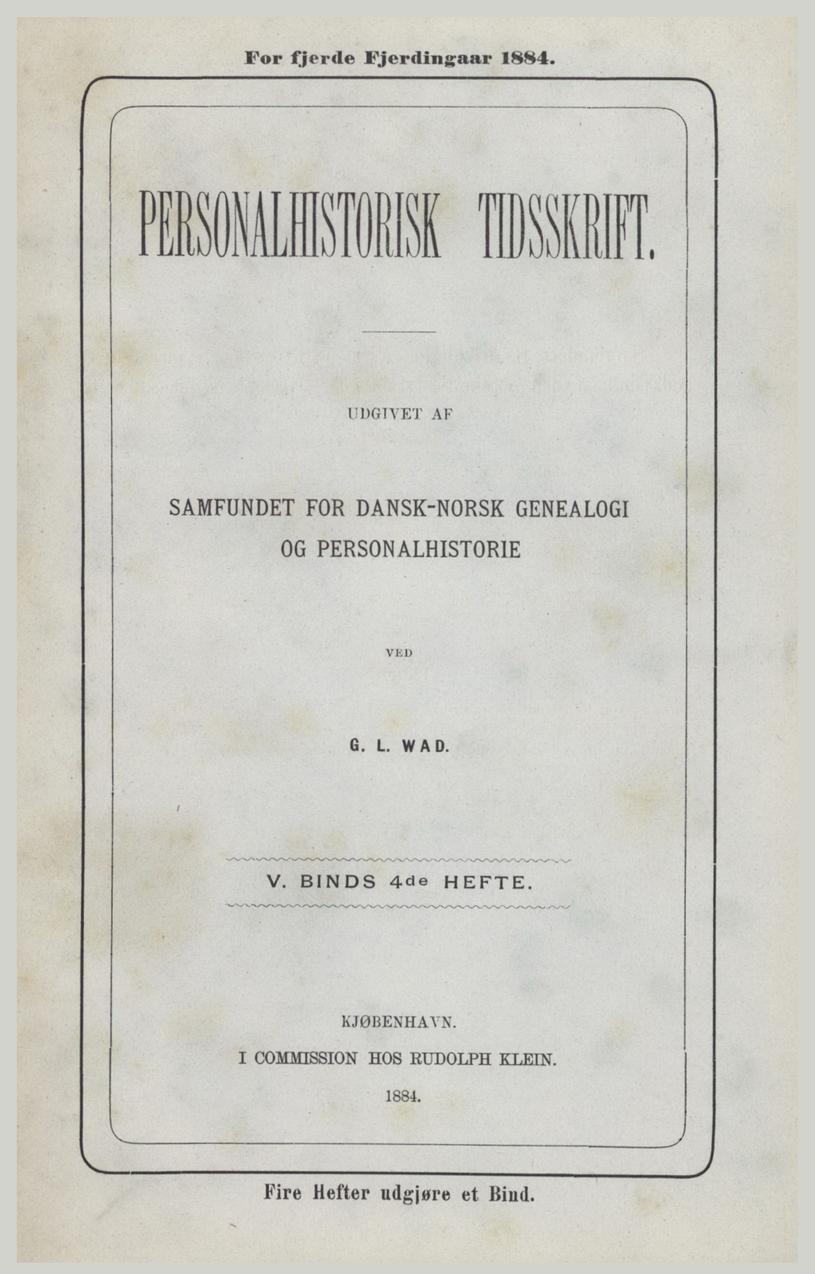 For fjerde Fjerdingaar 1884.
PERSONALHISTORISK TIDSSKRIFT.
UDGIVET AF
SAMFUNDET FOR DANSK-NORSK GENEALOGI
OG PERSONALHISTORIE
VED
G. L. WAD.
V. BINDS 4de HEFTE.
KJØBENHAVN.
I COMMISSION HOS RUDOLPH KLEIN.
1884.
Fire Hefter udgjøre et Bind.